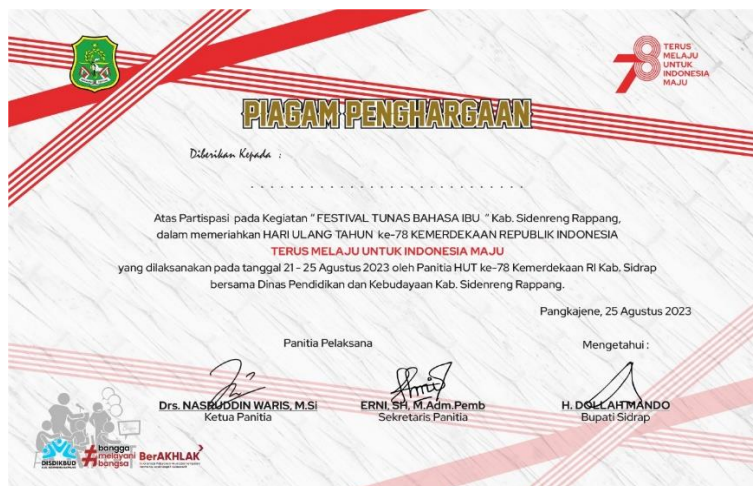 TERUS
MELAJU
UNTUK
INDONESIA
MAJU
78
PIAGAM PENGHARGAAN
Diberikan Kepada :
. . . . . . . . . . . . . . . . . . . . . . . . . . . . .
Atas Partispasi pada Kegiatan " FESTIVAL TUNAS BAHASA IBU " Kab. Sidenreng Rappang,
dalam memeriahkan HARI ULANG TAHUN ke-78 KEMERDEKAAN REPUBLIK INDONESIA
TERUS MELAJU UNTUK INDONESIA MAJU
yang dilaksanakan pada tanggal 21 - 25 Agustus 2023 oleh Panitia HUT ke-78 Kemerdekaan RI Kab. Sidrap
bersama Dinas Pendidikan dan Kebudayaan Kab. Sidenreng Rappang.
Pangkajene, 25 Agustus 2023
Panitia Pelaksana
Mengetahui :
Drs. NASRUDDIN WARIS, M.Si
Ketua Panitia
ERNI, SH, M.Adm.Pemb
Sekretaris Panitia
H. DOLLAH MANDO
Bupati Sidrap
DISDIKBUD
#bangga
melayani
bangsa
BerAKHLAK